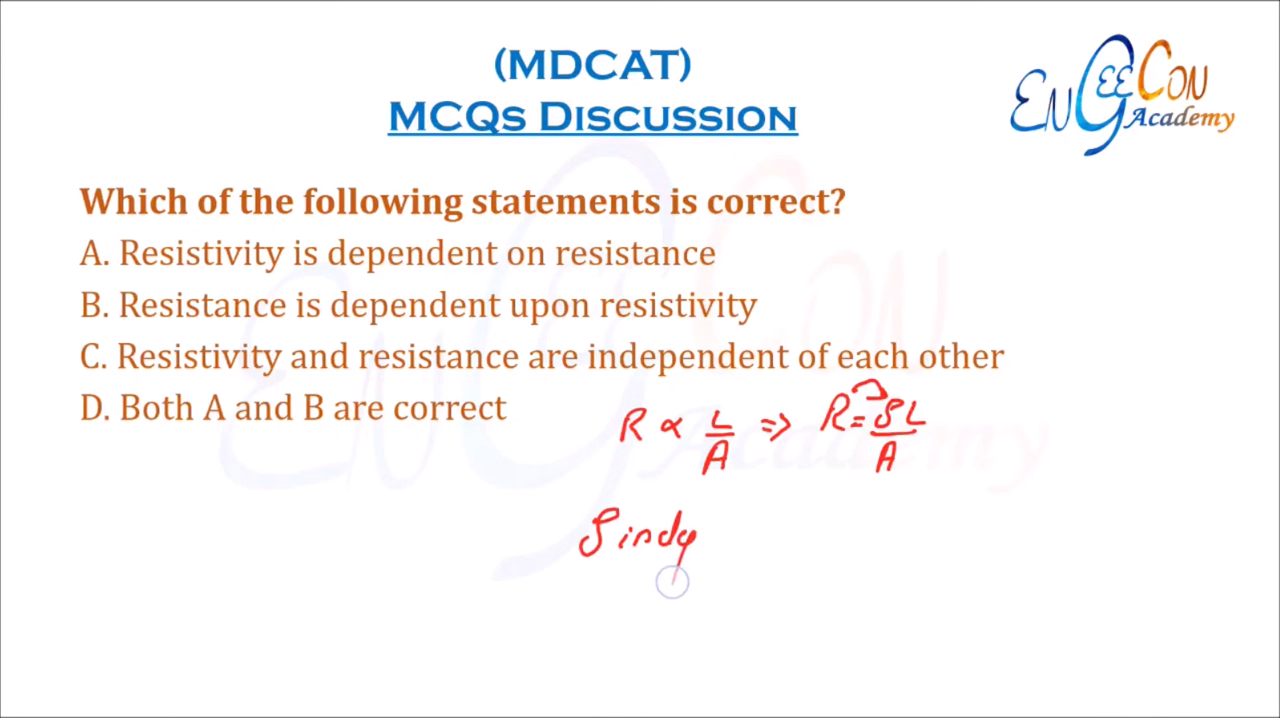 (MDCAT)
MCQs Discussion
EnGeeCon
Academy
Which of the following statements is correct?
A. Resistivity is dependent on resistance
B. Resistance is dependent upon resistivity
C. Resistivity and resistance are independent of each other
D. Both A and B are correct
R ∝ L/A ⇒ R = ρL/A
ρ indp